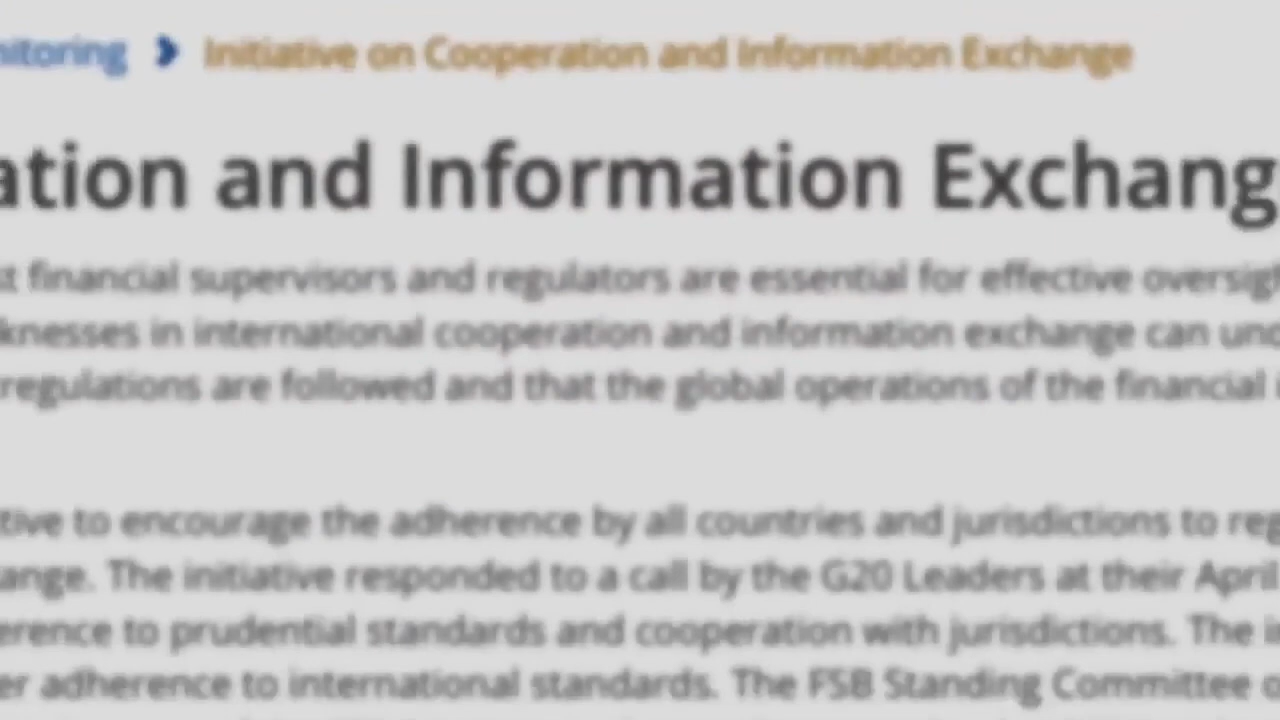 nitoring > Initiative on Cooperation and Information Exchange
ation and Information Exchang
st financial supervisors and regulators are essential for effective oversigh
knesses in international cooperation and information exchange can und
regulations are followed and that the global operations of the financial
tive to encourage the adherence by all countries and jurisdictions to reg
ange. The initiative responded to a call by the G20 Leaders at their April
erence to prudential standards and cooperation with jurisdictions. The
er adherence to international standards. The FSB Standing Committee o